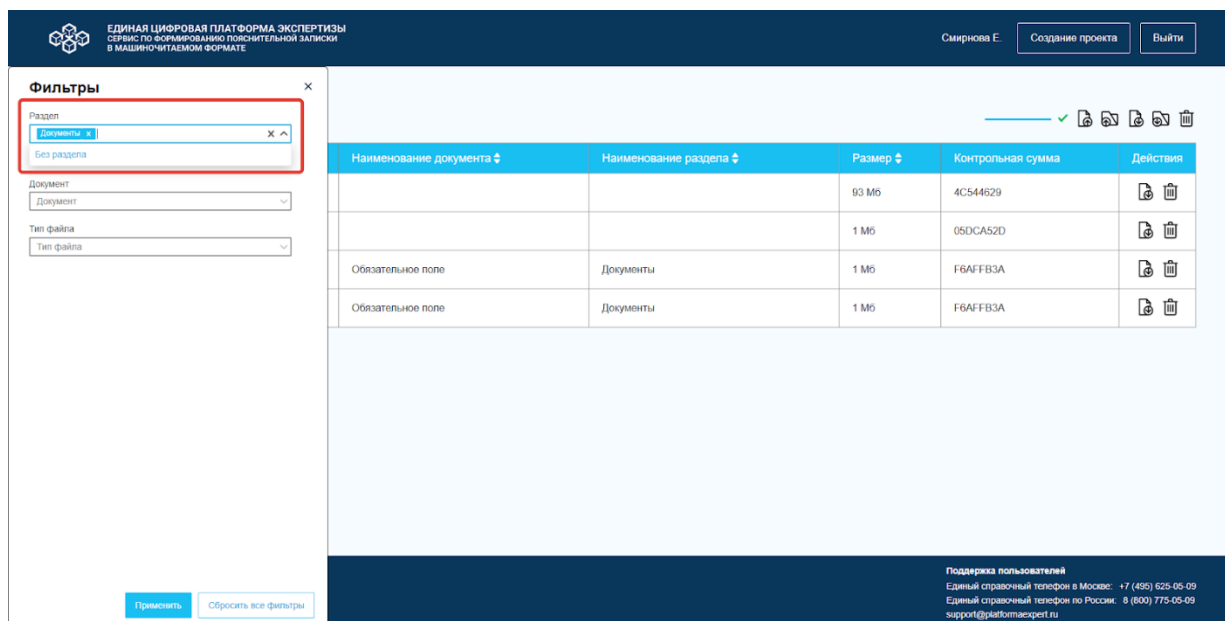 ЕДИНАЯ ЦИФРОВАЯ ПЛАТФОРМА ЭКСПЕРТИЗЫ
СЕРВИС ПО ФОРМИРОВАНИЮ ПОЯСНИТЕЛЬНОЙ ЗАПИСКИ
В МАШИНОЧИТАЕМОМ ФОРМАТЕ
Смирнова Е.
Создание проекта
Выйти
Фильтры
Раздел
Документы x
Без раздела
Документ
Документ
Тип файла
Тип файла
Применить
Сбросить все фильтры
Наименование документа Наименование раздела Размер Контрольная сумма Действия
93 Мб 4C544629
1 Мб 05DCA52D
Обязательное поле Документы 1 Мб F6AFFB3A
Обязательное поле Документы 1 Мб F6AFFB3A
Поддержка пользователей
Единый справочный телефон в Москве: +7 (495) 625-05-09
Единый справочный телефон по России: 8 (800) 775-05-09
support@platformaexpert.ru